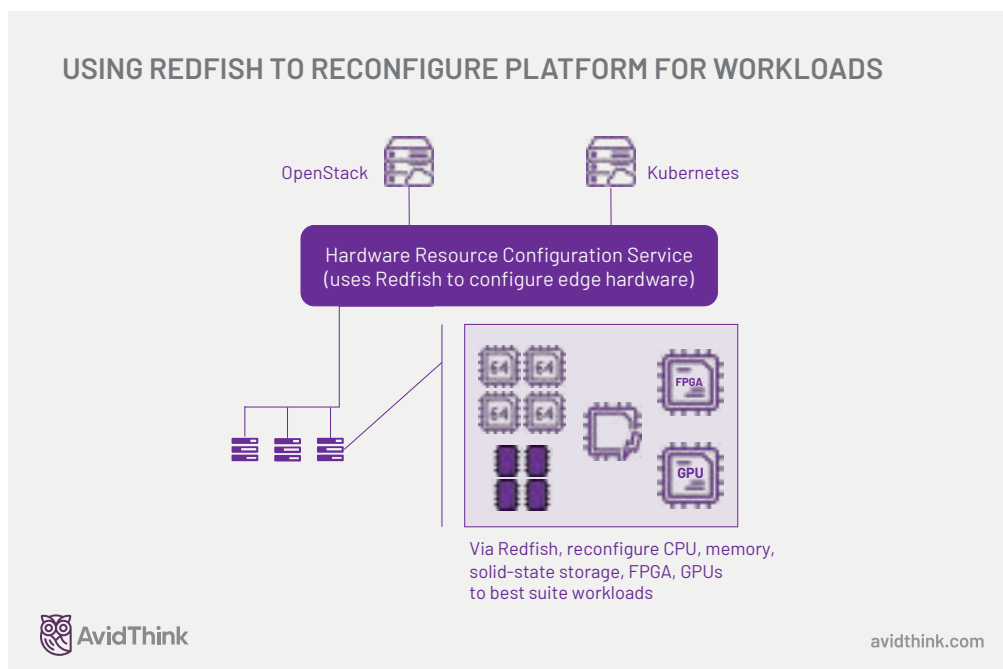 USING REDFISH TO RECONFIGURE PLATFORM FOR WORKLOADS
OpenStack
Kubernetes
Hardware Resource Configuration Service
(uses Redfish to configure edge hardware)
64 64
64 64
FPGA
GPU
Via Redfish, reconfigure CPU, memory,
solid-state storage, FPGA, GPUs
to best suite workloads
AvidThink
avidthink.com